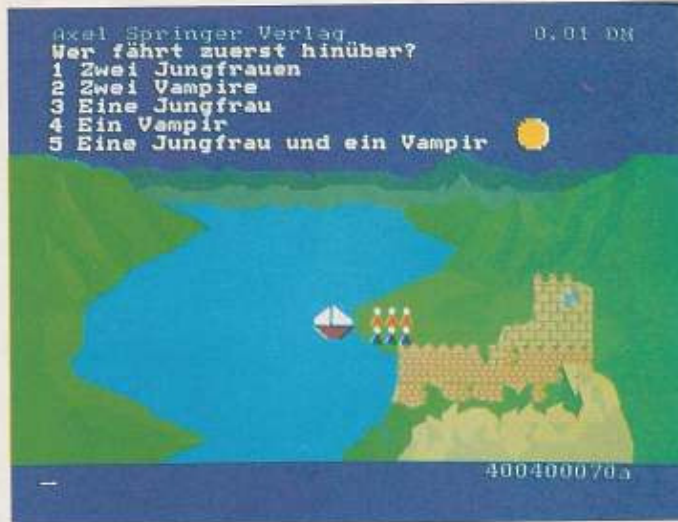 Axel Springer Verlag 0,01 DM
Wer fährt zuerst hinüber?
1 Zwei Jungfrauen
2 Zwei Vampire
3 Eine Jungfrau
4 Ein Vampir
5 Eine Jungfrau und ein Vampir
400400070a